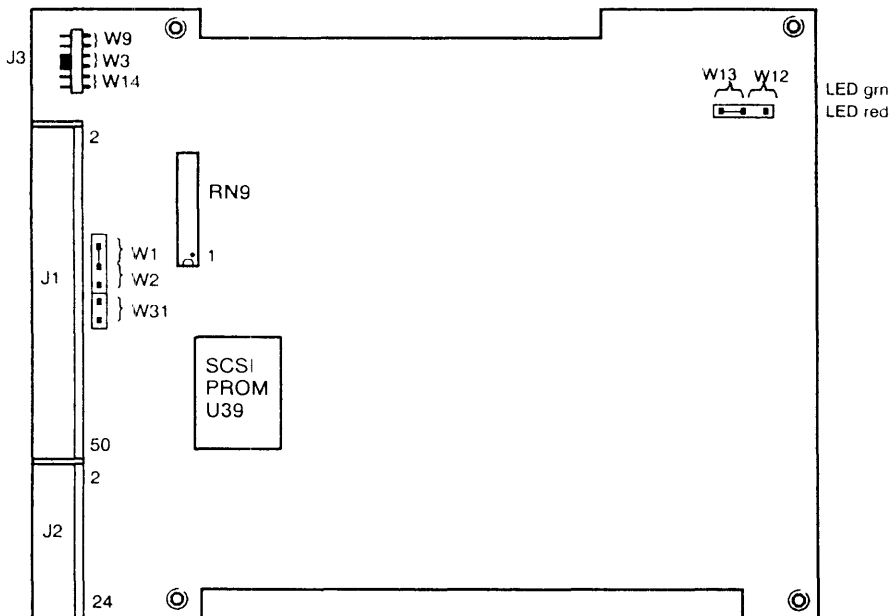 J3
W9
W3
W14
W13 W12
LED grn
LED red
2
RN9
1
J1
W1
W2
W31
SCSI
PROM
U39
50
2
J2
24